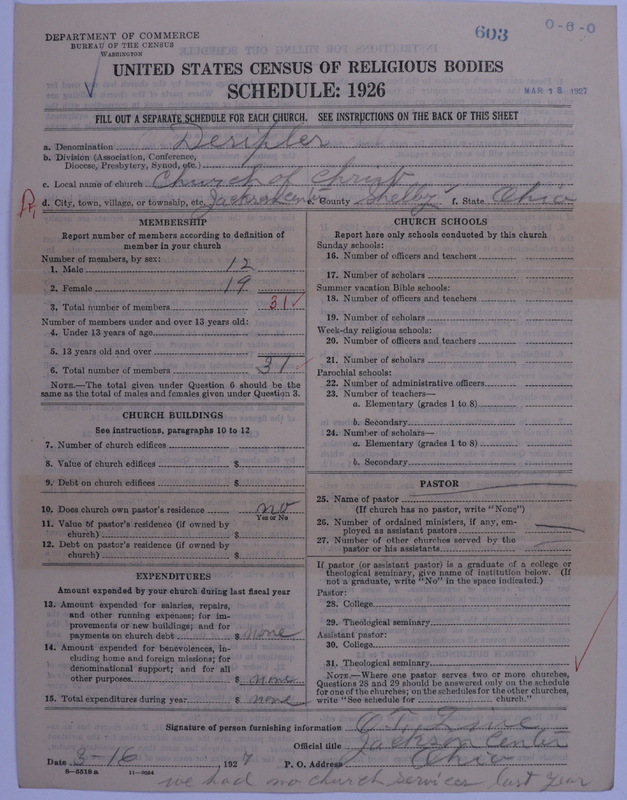 DEPARTMENT OF COMMERCE
BUREAU OF THE CENSUS
WASHINGTON
603
0-6-0
UNITED STATES CENSUS OF RELIGIOUS BODIES
SCHEDULE: 1926
MAR 18 1927
FILL OUT A SEPARATE SCHEDULE FOR EACH CHURCH. SEE INSTRUCTIONS ON THE BACK OF THIS SHEET
a. Denomination
b. Division (Association, Conference,
Diocese, Presbytery, Synod, etc.)
c. Local name of church Church of Christ
d. City, town, village, or township, etc. Jackson Center e. County Shelby f. State Ohio
MEMBERSHIP
Report number of members according to definition of
member in your church
Number of members, by sex:
1. Male 12
2. Female 19
3. Total number of members 31
Number of members under and over 13 years old:
4. Under 13 years of age
5. 13 years old and over
6. Total number of members 31
NOTE.—The total given under Question 6 should be the
same as the total of males and females given under Question 3.
CHURCH BUILDINGS
See instructions, paragraphs 10 to 12
7. Number of church edifices
8. Value of church edifices $
9. Debt on church edifices $
10. Does church own pastor's residence no
Yes or No
11. Value of pastor's residence (if owned by
church) $
12. Debt on pastor's residence (if owned by
church) $
EXPENDITURES
Amount expended by your church during last fiscal year
13. Amount expended for salaries, repairs,
and other running expenses; for im-
provements or new buildings; and for
payments on church debt $ none
14. Amount expended for benevolences, in-
cluding home and foreign missions; for
denominational support; and for all
other purposes $ none
15. Total expenditures during year $ none
CHURCH SCHOOLS
Report here only schools conducted by this church
Sunday schools:
16. Number of officers and teachers
17. Number of scholars
Summer vacation Bible schools:
18. Number of officers and teachers
19. Number of scholars
Week-day religious schools:
20. Number of officers and teachers
21. Number of scholars
Parochial schools:
22. Number of administrative officers
23. Number of teachers—
a. Elementary (grades 1 to 8)
b. Secondary
24. Number of scholars—
a. Elementary (grades 1 to 8)
b. Secondary
PASTOR
25. Name of pastor
(If church has no pastor, write "None")
26. Number of ordained ministers, if any, em-
ployed as assistant pastors
27. Number of other churches served by the
pastor or his assistants
If pastor (or assistant pastor) is a graduate of a college or
theological seminary, give name of institution below. (If
not a graduate, write "No" in the space indicated.)
Pastor:
28. College
29. Theological seminary
Assistant pastor:
30. College
31. Theological seminary
NOTE.—Where one pastor serves two or more churches,
Questions 28 and 29 should be answered only on the schedule
for one of the churches; on the schedules for the other churches,
write "See schedule for church."
Signature of person furnishing information
Official title Jackson Center
Date 3-16 1927 P. O. Address Ohio
8-5518a 11-9034
we had no church services last year